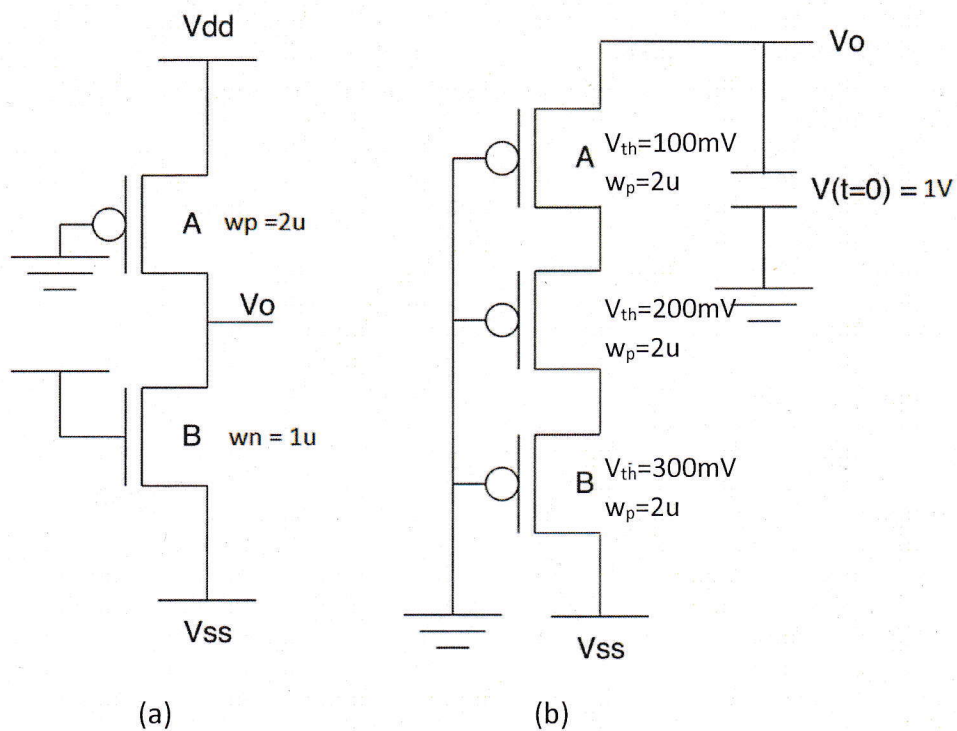 Vdd
A wp =2u
Vo
B wn = 1u
Vss
(a)
Vo
A Vth=100mV
wp=2u
V(t=0) = 1V
Vth=200mV
wp=2u
B Vth=300mV
wp=2u
Vss
(b)